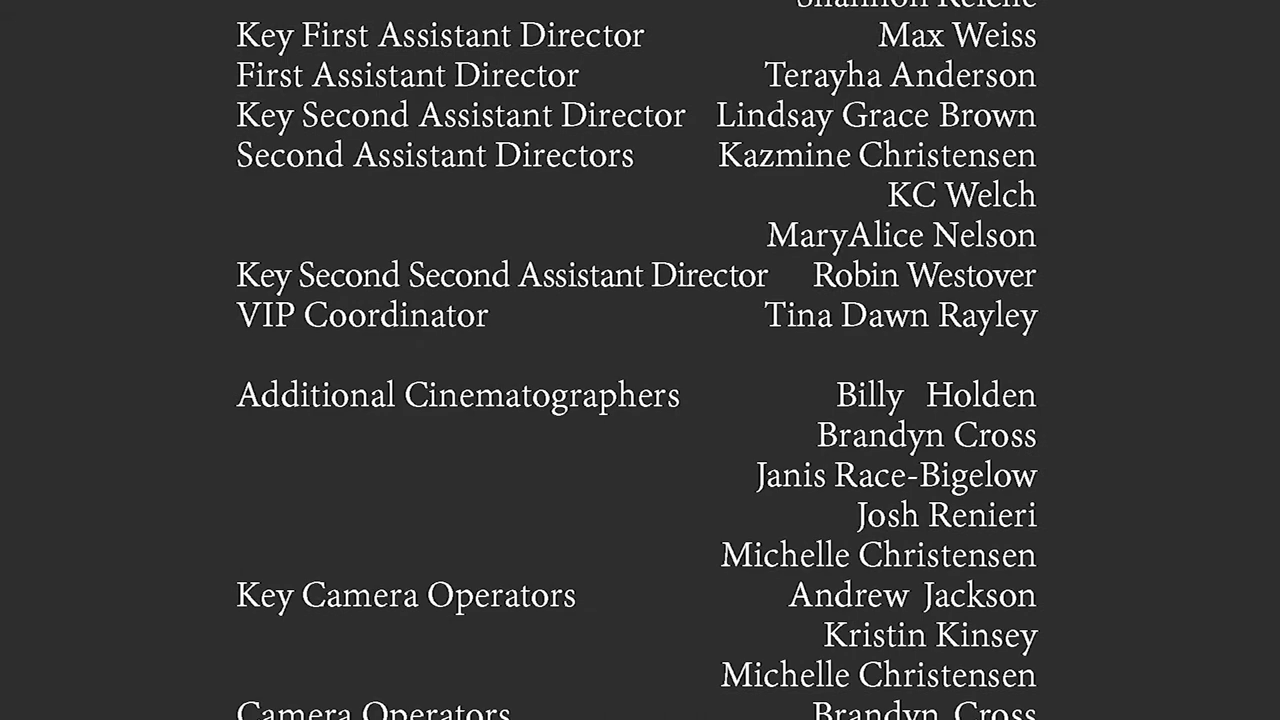 Key First Assistant Director Max Weiss
First Assistant Director Terayha Anderson
Key Second Assistant Director Lindsay Grace Brown
Second Assistant Directors Kazmine Christensen
KC Welch
MaryAlice Nelson
Key Second Second Assistant Director Robin Westover
VIP Coordinator Tina Dawn Rayley
Additional Cinematographers Billy Holden
Brandyn Cross
Janis Race-Bigelow
Josh Renieri
Michelle Christensen
Key Camera Operators Andrew Jackson
Kristin Kinsey
Michelle Christensen
Camera Operators Brandyn Cross